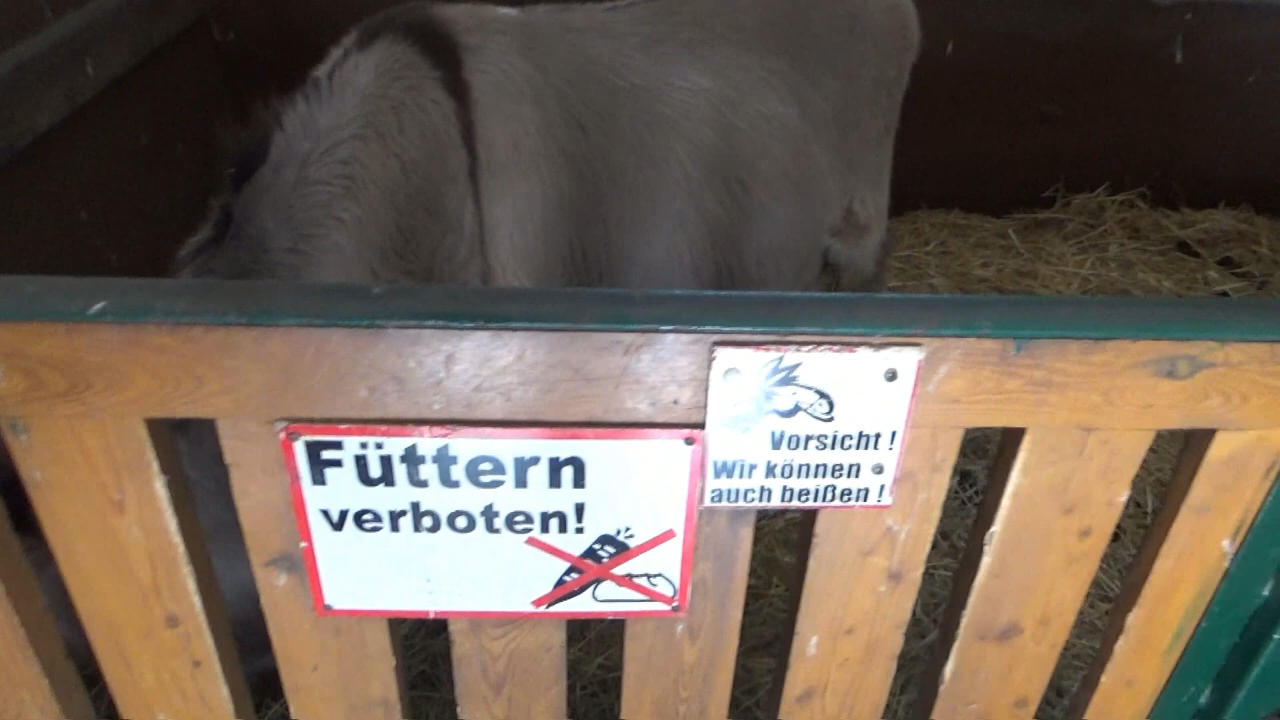 Füttern
verboten!
Vorsicht !
Wir können
auch beißen !